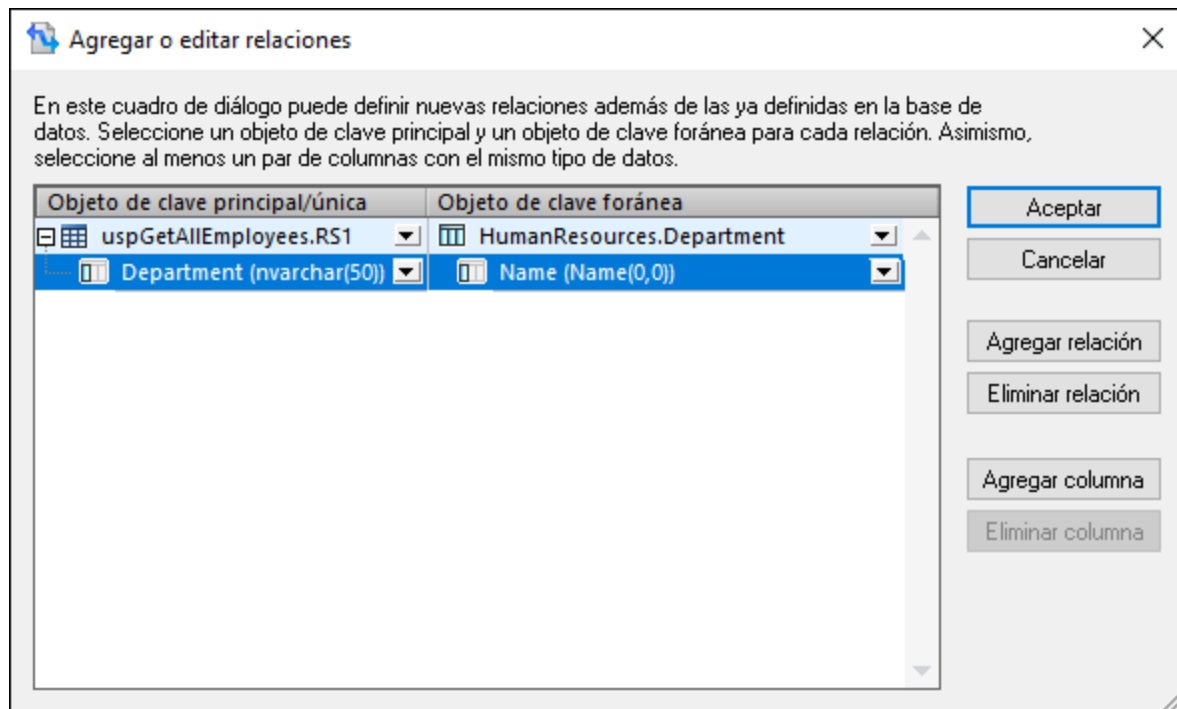 Agregar o editar relaciones
En este cuadro de diálogo puede definir nuevas relaciones además de las ya definidas en la base de
datos. Seleccione un objeto de clave principal y un objeto de clave foránea para cada relación. Asimismo,
seleccione al menos un par de columnas con el mismo tipo de datos.
Objeto de clave principal/única Objeto de clave foránea
uspGetAllEmployees.RS1 HumanResources.Department
Department (nvarchar(50)) Name (Name(0,0))
Aceptar
Cancelar
Agregar relación
Eliminar relación
Agregar columna
Eliminar columna